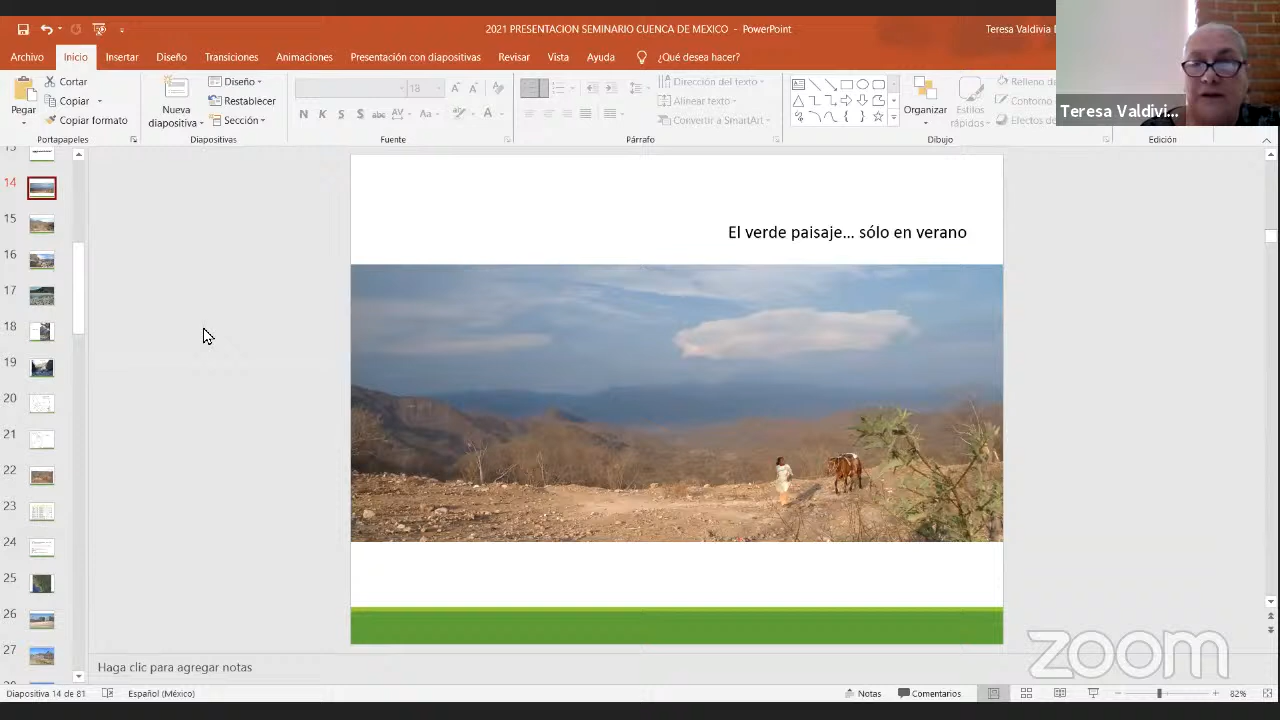 2021 PRESENTACION SEMINARIO CUENCA DE MEXICO - PowerPoint
Teresa Valdivia
Archivo Inicio Insertar Diseño Transiciones Animaciones Presentación con diapositivas Revisar Vista Ayuda ¿Qué desea hacer?
Pegar
Cortar
Copiar
Copiar formato
Portapapeles
Nueva
diapositiva
Diseño
Restablecer
Sección
Diapositivas
18
N K S S abc AV Aa A
Fuente
Dirección del texto
Alinear texto
Convertir a SmartArt
Párrafo
Organizar
Estilos
rápidos
Relleno
Contorno
Efectos
Dibujo
Edición
Teresa Valdivi...
14
15
16
17
18
19
20
21
22
23
24
25
26
27
El verde paisaje... sólo en verano
zoom
Haga clic para agregar notas
Diapositiva 14 de 81 Español (México) Notas Comentarios 82%